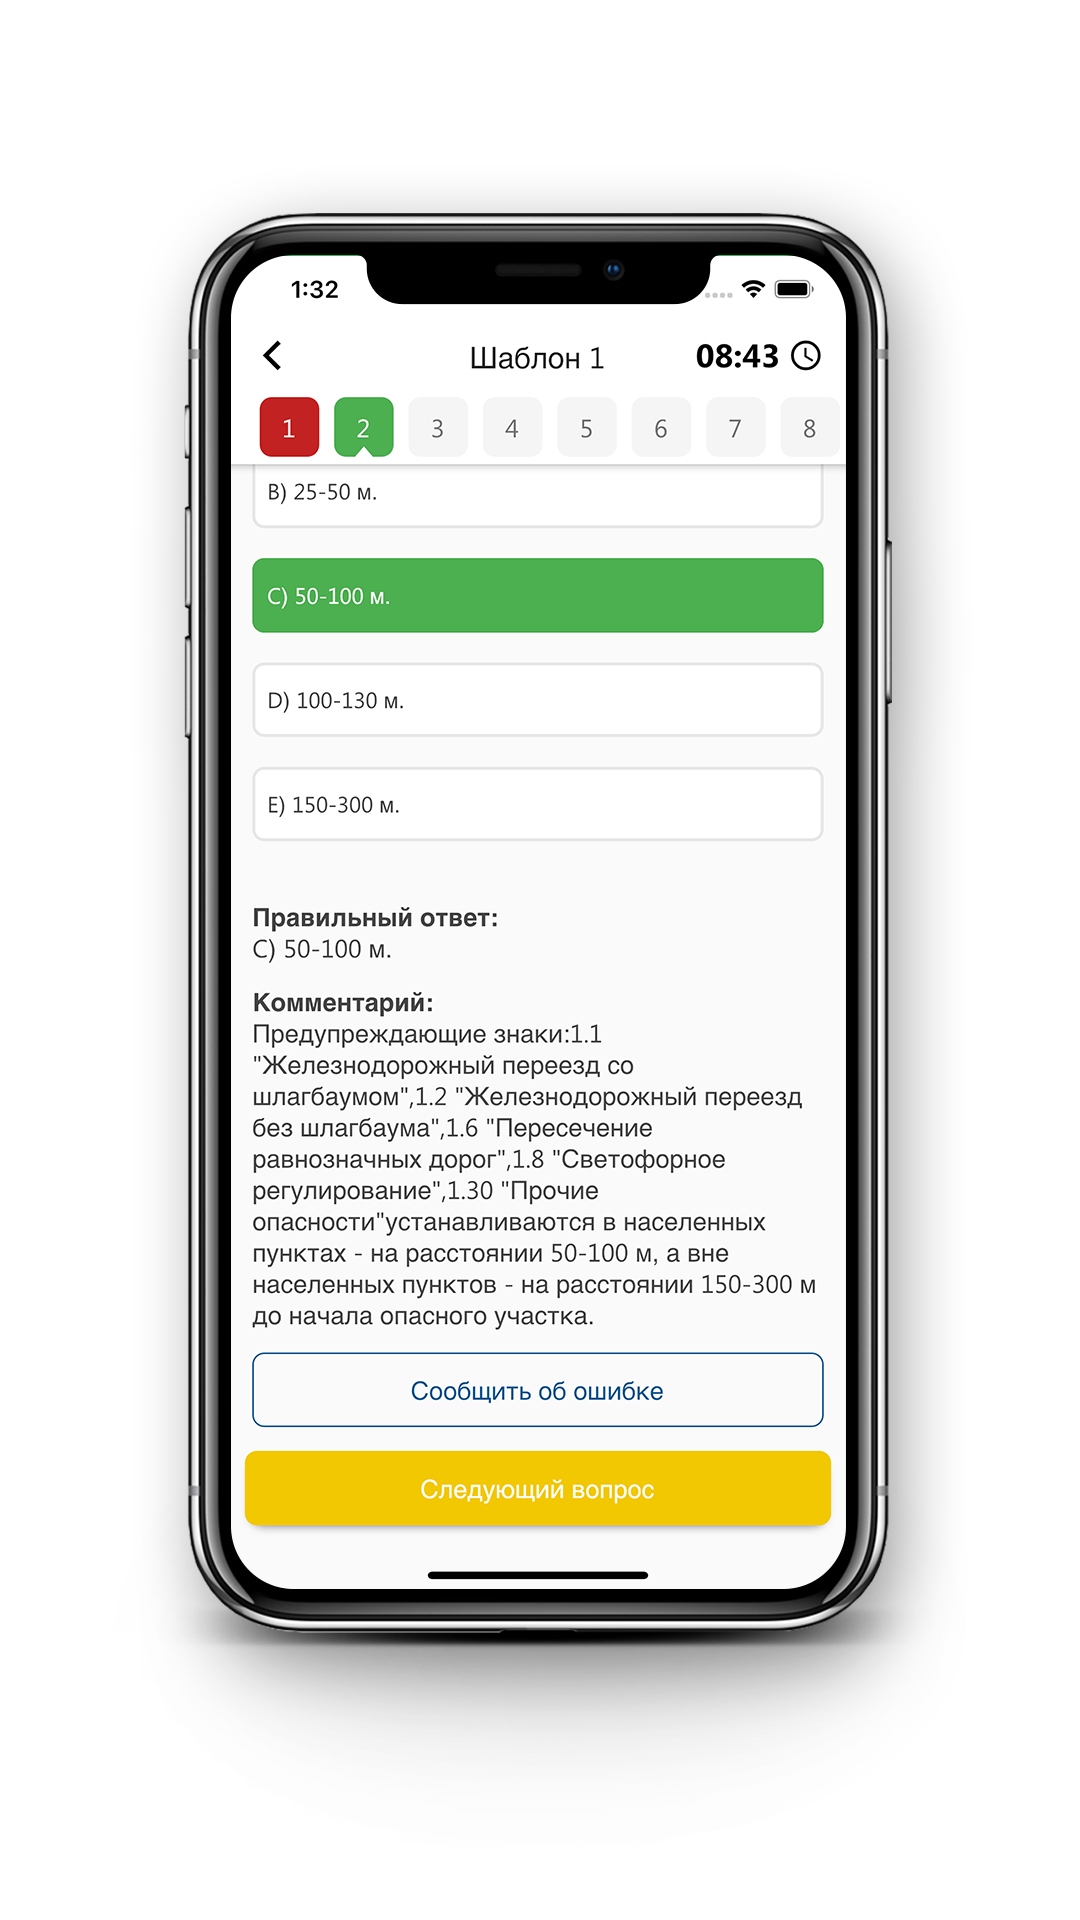 1:32
Шаблон 1
08:43
1 2 3 4 5 6 7 8
B) 25-50 м.
C) 50-100 м.
D) 100-130 м.
E) 150-300 м.
Правильный ответ:
C) 50-100 м.
Комментарий:
Предупреждающие знаки:1.1
"Железнодорожный переезд со
шлагбаумом",1.2 "Железнодорожный переезд
без шлагбаума",1.6 "Пересечение
равнозначных дорог",1.8 "Светофорное
регулирование",1.30 "Прочие
опасности"устанавливаются в населенных
пунктах - на расстоянии 50-100 м, а вне
населенных пунктов - на расстоянии 150-300 м
до начала опасного участка.
Сообщить об ошибке
Следующий вопрос